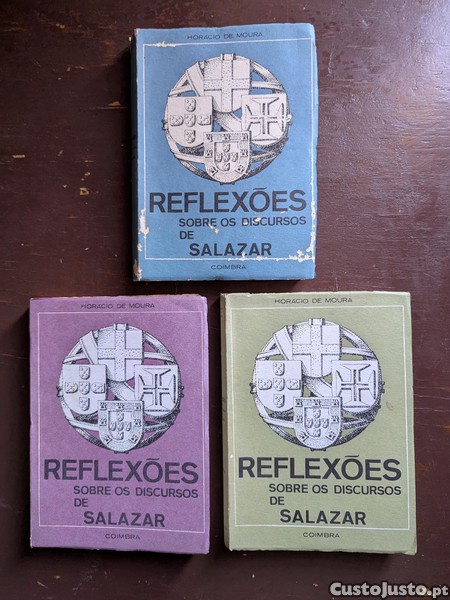 HORÁCIO DE MOURA
REFLEXÕES
SOBRE OS DISCURSOS
DE
SALAZAR
COIMBRA
HORÁCIO DE MOURA
REFLEXÕES
SOBRE OS DISCURSOS
DE
SALAZAR
COIMBRA
HORÁCIO DE MOURA
REFLEXÕES
SOBRE OS DISCURSOS
DE
SALAZAR
COIMBRA
CustoJusto.pt